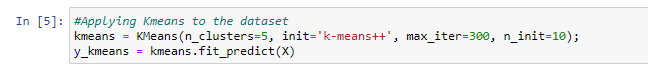 In [5]: #Applying Kmeans to the dataset
kmeans = KMeans(n_clusters=5, init='k-means++', max_iter=300, n_init=10);
y_kmeans = kmeans.fit_predict(X)